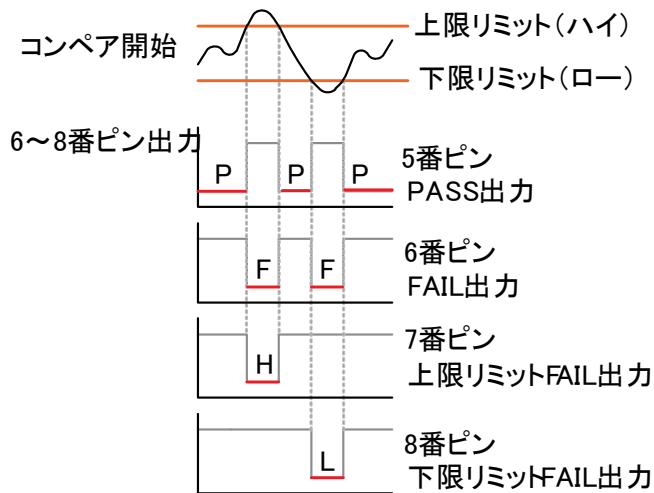 上限リミット(ハイ)
コンペア開始
下限リミット(ロー)
6～8番ピン出力
P P P
5番ピン
PASS出力
F F
6番ピン
FAIL出力
H
7番ピン
上限リミットFAIL出力
L
8番ピン
下限リミットFAIL出力